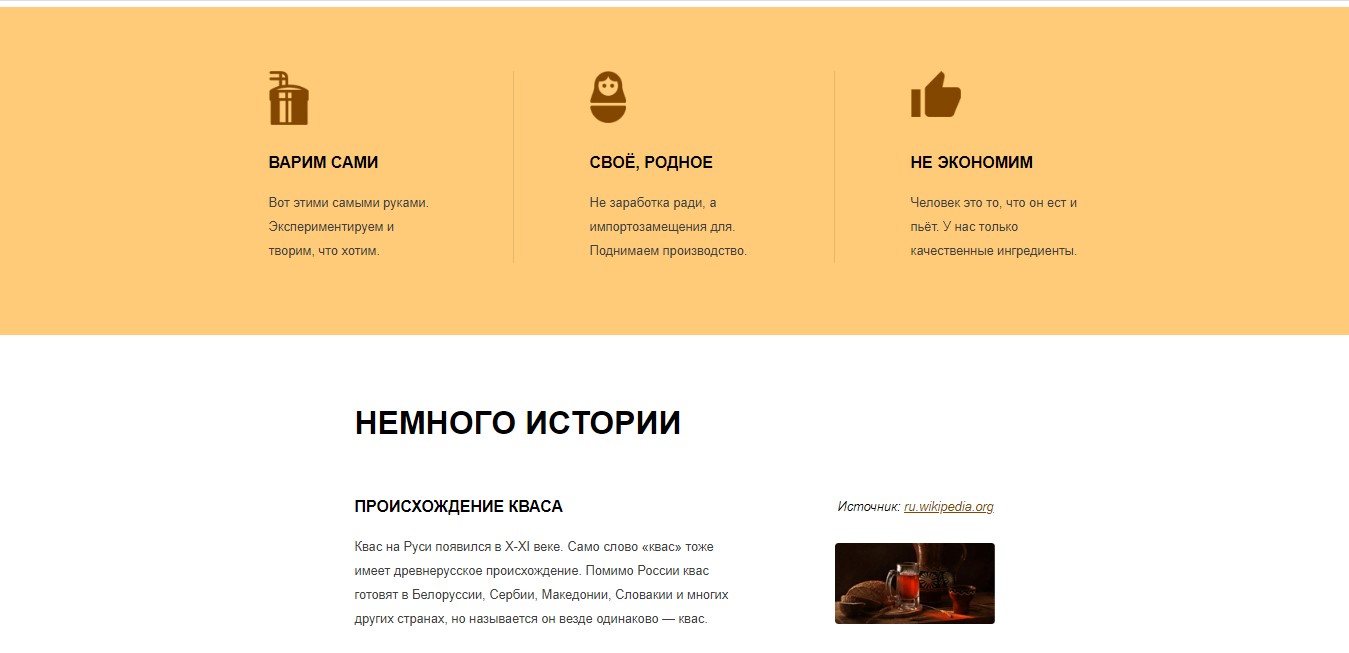 ВАРИМ САМИ
Вот этими самыми руками.
Экспериментируем и
творим, что хотим.
СВОЁ, РОДНОЕ
Не заработка ради, а
импортозамещения для.
Поднимаем производство.
НЕ ЭКОНОМИМ
Человек это то, что он ест и
пьёт. У нас только
качественные ингредиенты.
НЕМНОГО ИСТОРИИ
ПРОИСХОЖДЕНИЕ КВАСА
Квас на Руси появился в X-XI веке. Само слово «квас» тоже
имеет древнерусское происхождение. Помимо России квас
готовят в Белоруссии, Сербии, Македонии, Словакии и многих
других странах, но называется он везде одинаково — квас.
Источник: ru.wikipedia.org